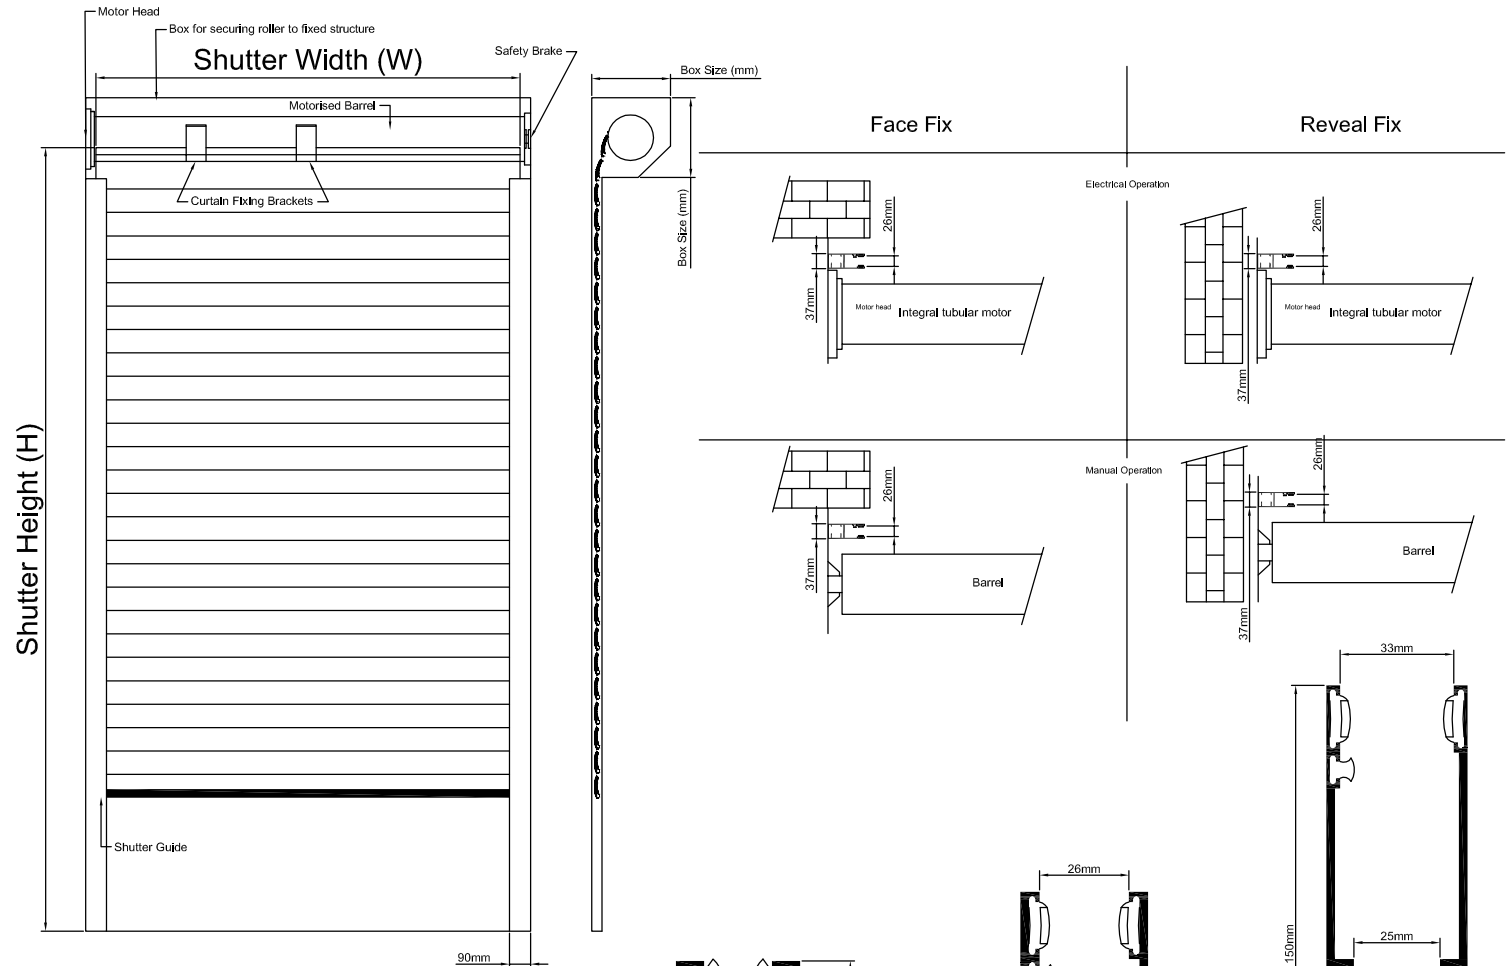 Motor Head
Box for securing roller to fixed structure
Shutter Width (W)
Safety Brake
Box Size (mm)
Motorised Barrel
Curtain Fixing Brackets
Box Size (mm)
Shutter Height (H)
Shutter Guide
90mm
Face Fix
Reveal Fix
Electrical Operation
26mm
37mm
Motor head
Integral tubular motor
26mm
37mm
Motor head
Integral tubular motor
Manual Operation
26mm
37mm
Barrel
26mm
37mm
Barrel
33mm
26mm
150mm
25mm